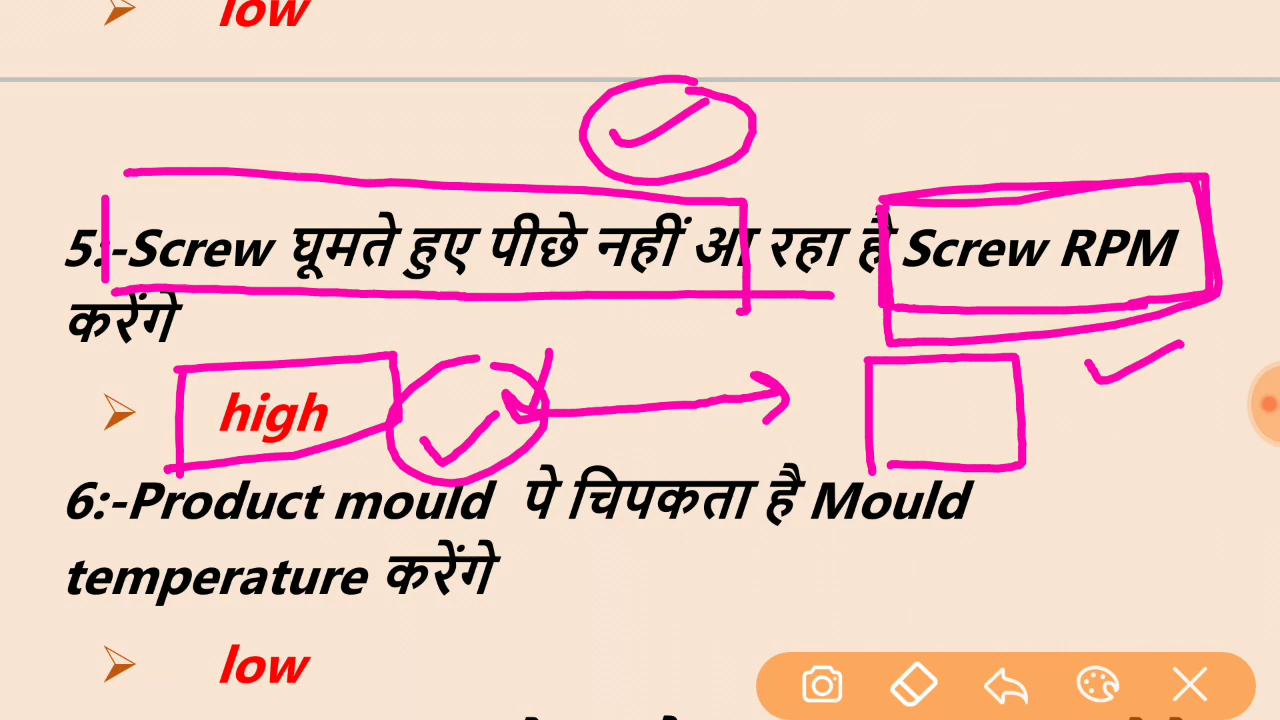 low
5:-Screw घूमते हुए पीछे नहीं आ रहा है Screw RPM
करेंगे
high
6:-Product mould पे चिपकता है Mould
temperature करेंगे
low